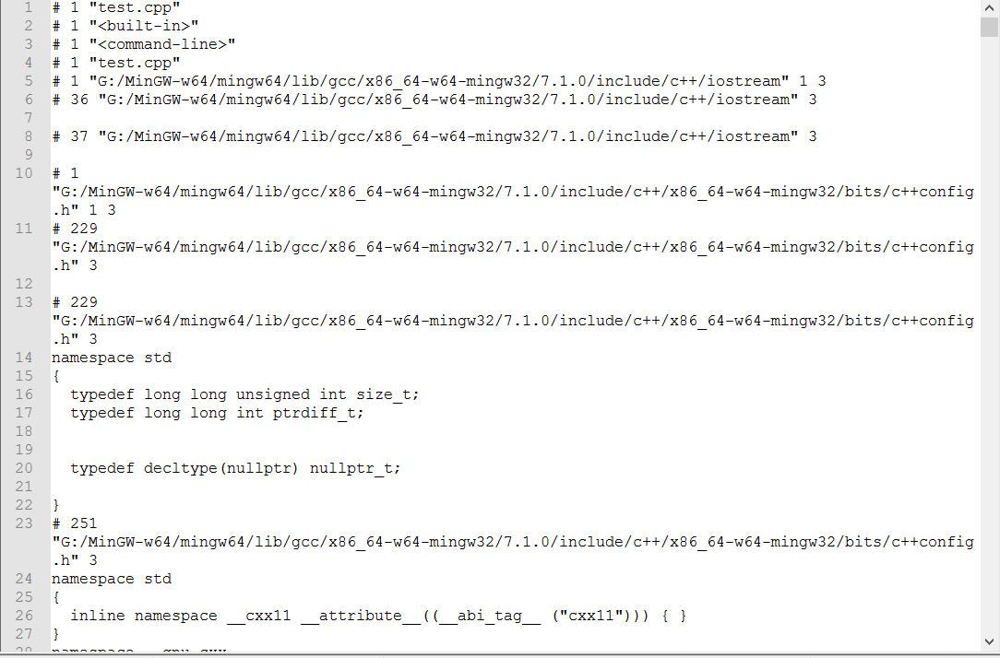 1 # 1 "test.cpp"
2 # 1 "<built-in>"
3 # 1 "<command-line>"
4 # 1 "test.cpp"
5 # 1 "G:/MinGW-w64/mingw64/lib/gcc/x86_64-w64-mingw32/7.1.0/include/c++/iostream" 1 3
6 # 36 "G:/MinGW-w64/mingw64/lib/gcc/x86_64-w64-mingw32/7.1.0/include/c++/iostream" 3
7
8 # 37 "G:/MinGW-w64/mingw64/lib/gcc/x86_64-w64-mingw32/7.1.0/include/c++/iostream" 3
9
10 # 1
"G:/MinGW-w64/mingw64/lib/gcc/x86_64-w64-mingw32/7.1.0/include/c++/x86_64-w64-mingw32/bits/c++config
.h" 1 3
11 # 229
"G:/MinGW-w64/mingw64/lib/gcc/x86_64-w64-mingw32/7.1.0/include/c++/x86_64-w64-mingw32/bits/c++config
.h" 3
12
13 # 229
"G:/MinGW-w64/mingw64/lib/gcc/x86_64-w64-mingw32/7.1.0/include/c++/x86_64-w64-mingw32/bits/c++config
.h" 3
14 namespace std
15 {
16   typedef long long unsigned int size_t;
17   typedef long long int ptrdiff_t;
18
19
20   typedef decltype(nullptr) nullptr_t;
21
22 }
23 # 251
"G:/MinGW-w64/mingw64/lib/gcc/x86_64-w64-mingw32/7.1.0/include/c++/x86_64-w64-mingw32/bits/c++config
.h" 3
24 namespace std
25 {
26   inline namespace __cxx11 __attribute__((__abi_tag__ ("cxx11"))) { }
27 }
28 namespace